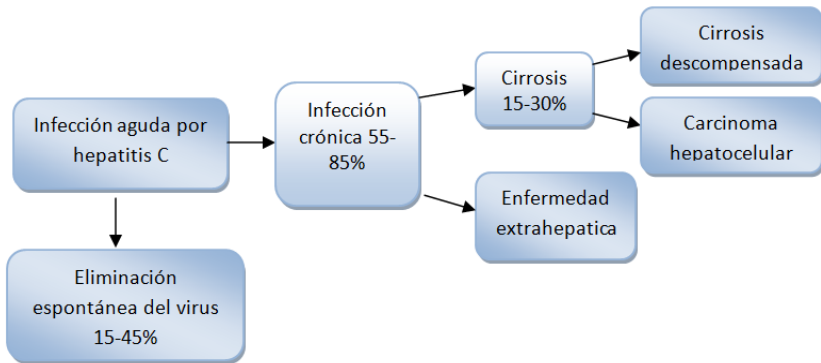 Infección aguda por
hepatitis C
Eliminación
espontánea del virus
15-45%
Infección
crónica 55-
85%
Cirrosis
15-30%
Enfermedad
extrahepatica
Cirrosis
descompensada
Carcinoma
hepatocelular